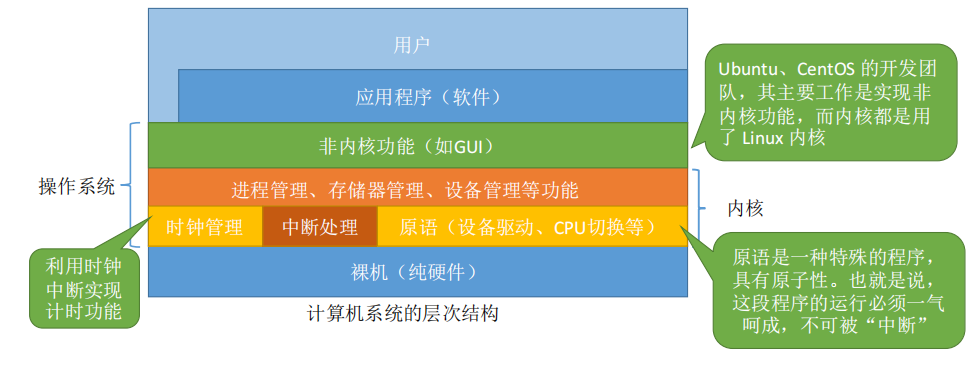 用户
应用程序（软件）
Ubuntu、CentOS 的开发团
队，其主要工作是实现非
内核功能，而内核都是用
了 Linux 内核
非内核功能（如GUI）
操作系统
进程管理、存储器管理、设备管理等功能
内核
时钟管理
中断处理
原语（设备驱动、CPU切换等）
利用时钟
中断实现
计时功能
裸机（纯硬件）
原语是一种特殊的程序，
具有原子性。也就是说，
这段程序的运行必须一气
呵成，不可被“中断”
计算机系统的层次结构